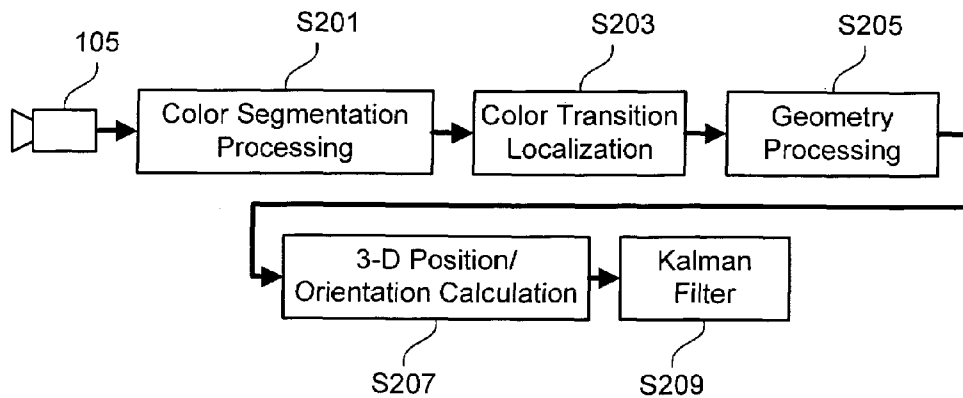 105
S201
S203
S205
Color Segmentation
Processing
Color Transition
Localization
Geometry
Processing
3-D Position/
Orientation Calculation
Kalman
Filter
S207
S209